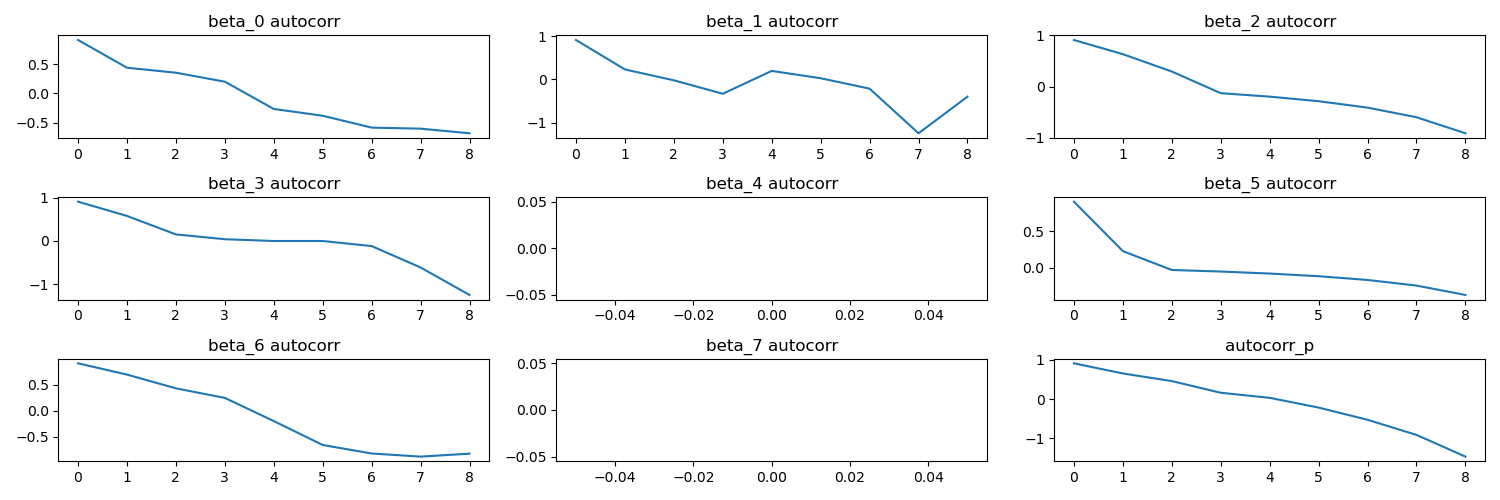 beta_0 autocorr
0.5
0.0
−0.5
0 1 2 3 4 5 6 7 8
beta_1 autocorr
1
0
−1
0 1 2 3 4 5 6 7 8
beta_2 autocorr
1
0
−1
0 1 2 3 4 5 6 7 8
beta_3 autocorr
1
0
−1
0 1 2 3 4 5 6 7 8
beta_4 autocorr
0.05
0.00
−0.05
−0.04 −0.02 0.00 0.02 0.04
beta_5 autocorr
0.5
0.0
0 1 2 3 4 5 6 7 8
beta_6 autocorr
0.5
0.0
−0.5
0 1 2 3 4 5 6 7 8
beta_7 autocorr
0.05
0.00
−0.05
−0.04 −0.02 0.00 0.02 0.04
autocorr_p
1
0
−1
0 1 2 3 4 5 6 7 8